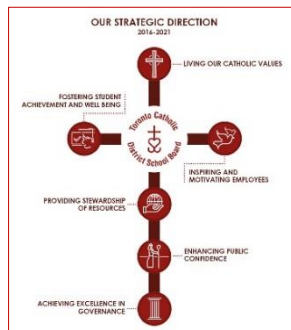 OUR STRATEGIC DIRECTION
2016-2021
LIVING OUR CATHOLIC VALUES
FOSTERING STUDENT
ACHIEVEMENT AND WELL BEING
Toronto Catholic
District School Board
INSPIRING AND
MOTIVATING EMPLOYEES
PROVIDING STEWARDSHIP
OF RESOURCES
ENHANCING PUBLIC
CONFIDENCE
ACHIEVING EXCELLENCE IN
GOVERNANCE